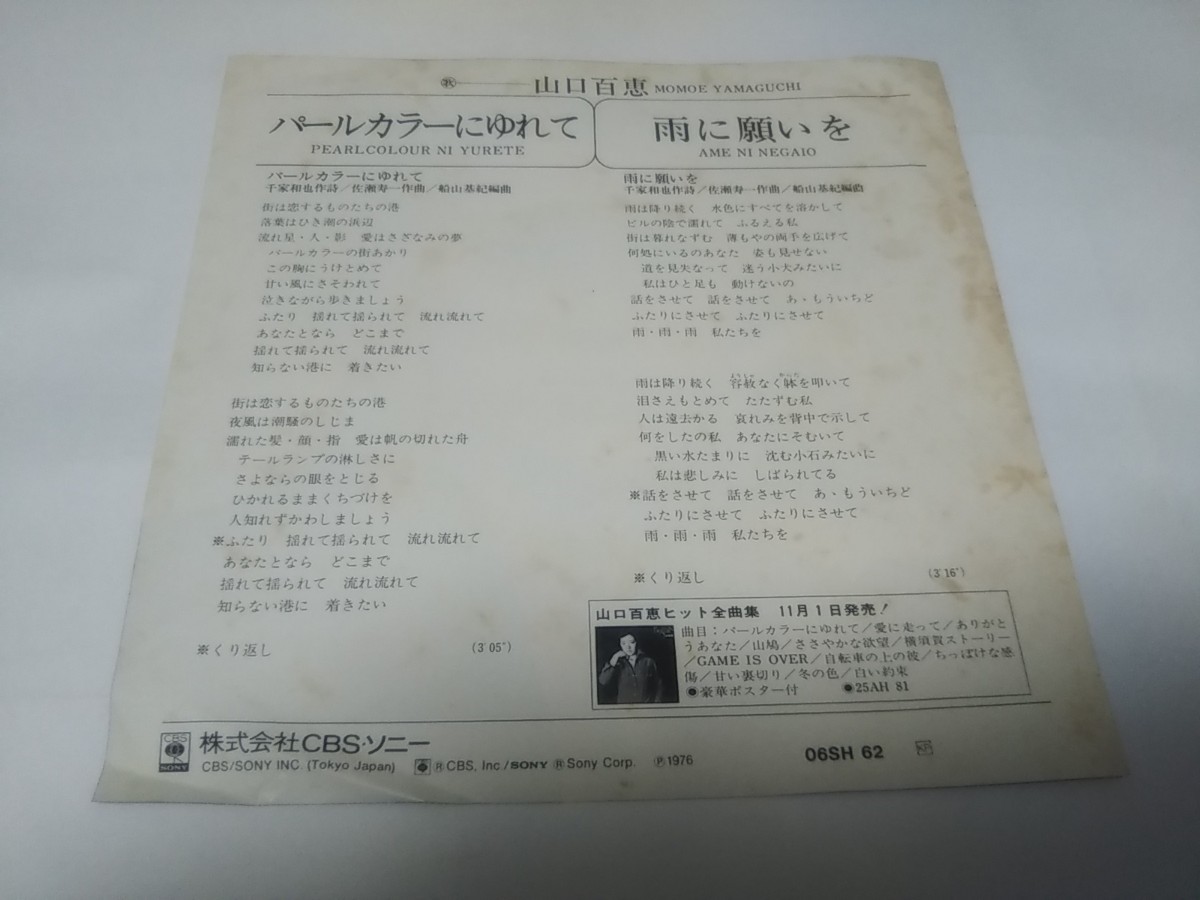 歌 山口百恵 MOMOE YAMAGUCHI
パールカラーにゆれて
PEARLCOLOUR NI YURETE
雨に願いを
AME NI NEGAIO
パールカラーにゆれて
千家和也作詩/佐瀬寿一作曲/船山基紀編曲
街は恋するものたちの港
落葉はひき潮の浜辺
流れ星・人・影 愛はさざなみの夢
パールカラーの街あかり
この胸にうけとめて
甘い風にさそわれて
泣きながら歩きましょう
ふたり 揺れて揺られて 流れ流れて
あなたとなら どこまで
揺れて揺られて 流れ流れて
知らない港に 着きたい
街は恋するものたちの港
夜風は潮騒のしじま
濡れた髪・顔・指 愛は帆の切れた舟
テールランプの淋しさに
さよならの眼をとじる
ひかれるままくちづけを
人知れずかわしましょう
※ふたり 揺れて揺られて 流れ流れて
あなたとなら どこまで
揺れて揺られて 流れ流れて
知らない港に 着きたい
※くり返し
(3'05")
雨に願いを
千家和也作詩/佐瀬寿一作曲/船山基紀編曲
雨は降り続く 水色にすべてを溶かして
ビルの陰で濡れて ふるえる私
街は暮れなずむ 薄もやの両手を広げて
何処にいるのあなた 姿も見せない
道を見失なって 迷う小犬みたいに
私はひと足も 動けないの
話をさせて 話をさせて あゝもういちど
ふたりにさせて ふたりにさせて
雨・雨・雨 私たちを
雨は降り続く 容赦なく躰を叩いて
泪さえもとめて たたずむ私
人は遠去かる 哀れみを背中で示して
何をしたの私 あなたにそむいて
黒い水たまりに 沈む小石みたいに
私は悲しみに しばられてる
※話をさせて 話をさせて あゝもういちど
ふたりにさせて ふたりにさせて
雨・雨・雨 私たちを
※くり返し
(3'16")
山口百恵ヒット全曲集 11月1日発売!
曲目:パールカラーにゆれて/愛に走って/ありがと
うあなた/山鳩/ささやかな欲望/横須賀ストーリー
/GAME IS OVER/自転車の上の彼/ちっぽけな感
傷/甘い裏切り/冬の色/白い約束
●豪華ポスター付 ●25AH 81
CBS SONY
株式会社CBS・ソニー
CBS/SONY INC. (Tokyo Japan) Ⓡ CBS, Inc./SONY Ⓡ Sony Corp. Ⓟ 1976
06SH 62